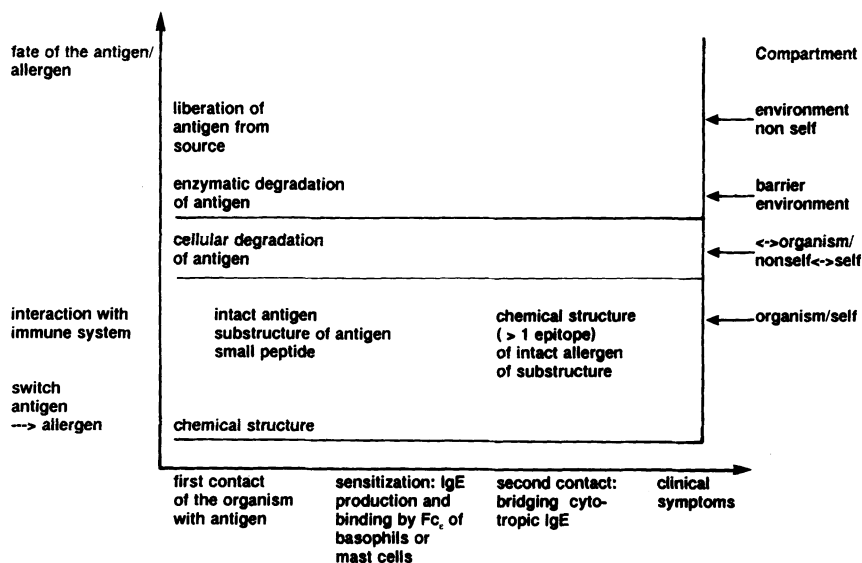 fate of the antigen/
allergen
Compartment
liberation of
antigen from
source
environment
non self
enzymatic degradation
of antigen
barrier
environment
cellular degradation
of antigen
<->organism/
nonself<->self
interaction with
immune system
intact antigen
substructure of antigen
small peptide
chemical structure
( > 1 epitope)
of intact allergen
of substructure
organism/self
switch
antigen
---> allergen
chemical structure
first contact
of the organism
with antigen
sensitization: IgE
production and
binding by Fcε of
basophils or
mast cells
second contact:
bridging cyto-
tropic IgE
clinical
symptoms